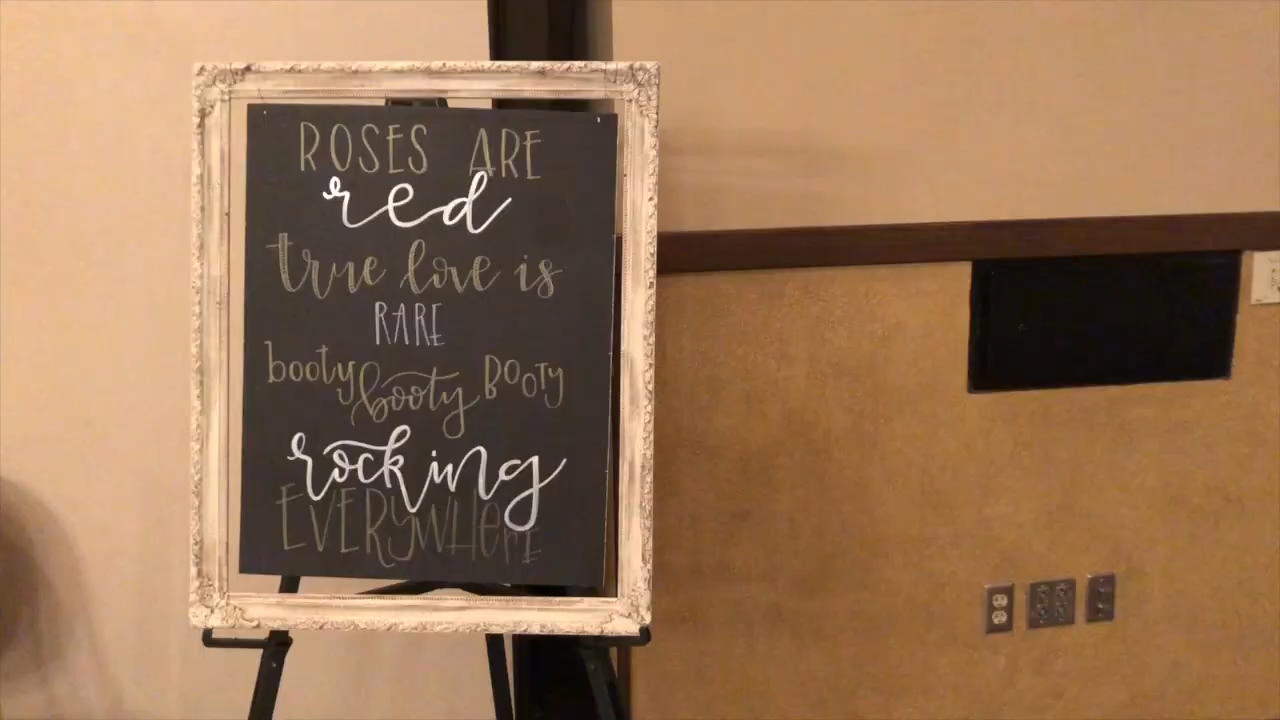 ROSES ARE
red
true love is
RARE
booty booty BOOTY
rocking
EVERYWHERE